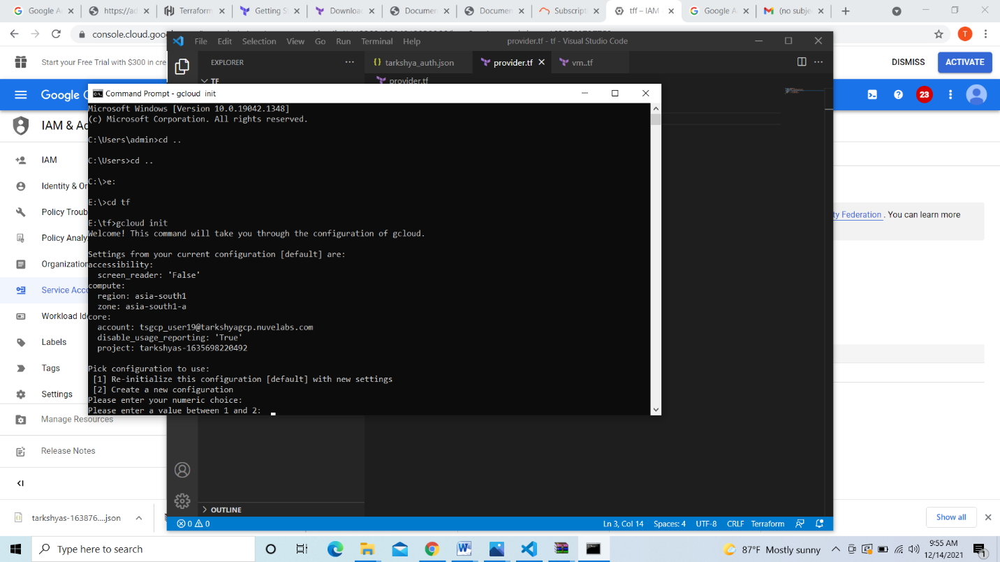 Google A
https://ad
Terraform
Getting S
Downloa
Documen
Documen
Subscript
tff – IAM
Google A
(no subje
console.cloud.goo
T
Start your Free Trial with $300 in cre
DISMISS
ACTIVATE
Google C
23
IAM & Ad
IAM
Identity & Or
Policy Troub
Policy Analy
Organization
Service Acco
Workload Ide
Labels
Tags
Settings
Manage Resources
Release Notes
ty Federation . You can learn more
File Edit Selection View Go Run Terminal Help
provider.tf - tf - Visual Studio Code
EXPLORER
TF
tarkshya_auth.json
provider.tf
vm..tf
provider.tf
Command Prompt - gcloud init
Microsoft Windows [Version 10.0.19042.1348]
(c) Microsoft Corporation. All rights reserved.
C:\Users\admin>cd ..
C:\Users>cd ..
C:\>e:
E:\>cd tf
E:\tf>gcloud init
Welcome! This command will take you through the configuration of gcloud.
Settings from your current configuration [default] are:
accessibility:
screen_reader: 'False'
compute:
region: asia-south1
zone: asia-south1-a
core:
account: tsgcp_user19@tarkshyagcp.nuvelabs.com
disable_usage_reporting: 'True'
project: tarkshyas-1635698220492
Pick configuration to use:
[1] Re-initialize this configuration [default] with new settings
[2] Create a new configuration
Please enter your numeric choice:
Please enter a value between 1 and 2:
OUTLINE
0 0
Ln 3, Col 14 Spaces: 4 UTF-8 CRLF Terraform
tarkshyas-163876....json
Show all
Type here to search
87°F Mostly sunny
9:55 AM
12/14/2021
1